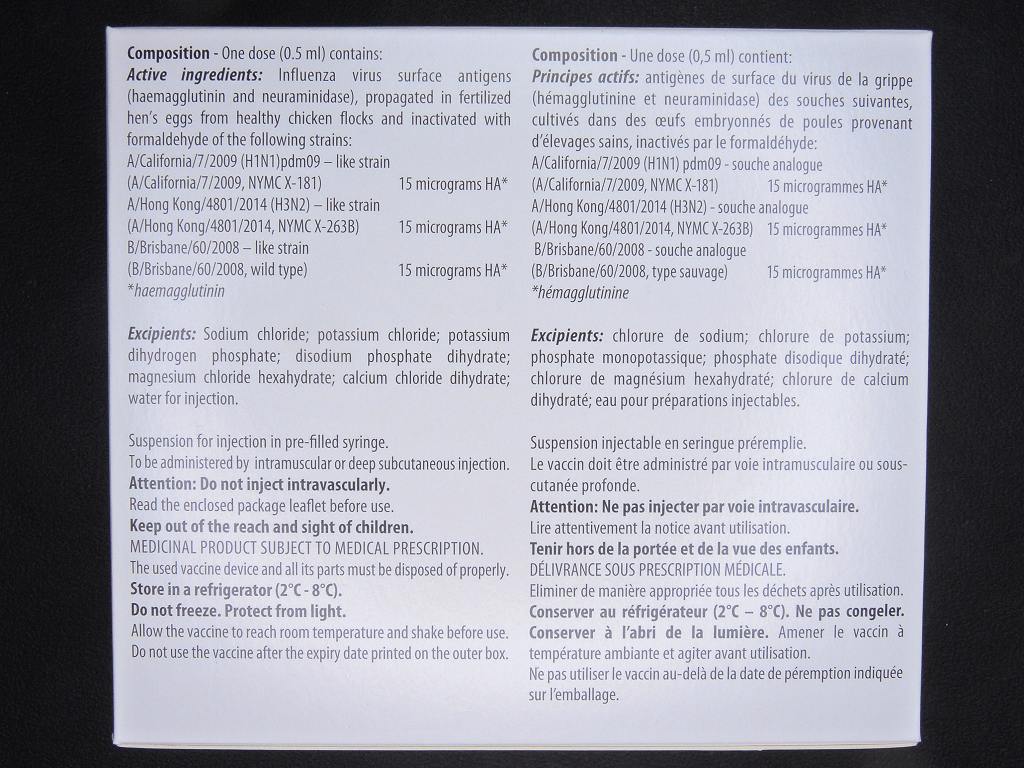 Composition - One dose (0.5 ml) contains:
Active ingredients: Influenza virus surface antigens
(haemagglutinin and neuraminidase), propagated in fertilized
hen's eggs from healthy chicken flocks and inactivated with
formaldehyde of the following strains:
A/California/7/2009 (H1N1)pdm09 – like strain
(A/California/7/2009, NYMC X-181) 15 micrograms HA*
A/Hong Kong/4801/2014 (H3N2) – like strain
(A/Hong Kong/4801/2014, NYMC X-263B) 15 micrograms HA*
B/Brisbane/60/2008 – like strain
(B/Brisbane/60/2008, wild type) 15 micrograms HA*
*haemagglutinin
Excipients: Sodium chloride; potassium chloride; potassium
dihydrogen phosphate; disodium phosphate dihydrate;
magnesium chloride hexahydrate; calcium chloride dihydrate;
water for injection.
Suspension for injection in pre-filled syringe.
To be administered by intramuscular or deep subcutaneous injection.
Attention: Do not inject intravascularly.
Read the enclosed package leaflet before use.
Keep out of the reach and sight of children.
MEDICINAL PRODUCT SUBJECT TO MEDICAL PRESCRIPTION.
The used vaccine device and all its parts must be disposed of properly.
Store in a refrigerator (2°C - 8°C).
Do not freeze. Protect from light.
Allow the vaccine to reach room temperature and shake before use.
Do not use the vaccine after the expiry date printed on the outer box.
Composition - Une dose (0,5 ml) contient:
Principes actifs: antigènes de surface du virus de la grippe
(hémagglutinine et neuraminidase) des souches suivantes,
cultivés dans des œufs embryonnés de poules provenant
d'élevages sains, inactivés par le formaldéhyde:
A/California/7/2009 (H1N1) pdm09 - souche analogue
(A/California/7/2009, NYMC X-181) 15 microgrammes HA*
A/Hong Kong/4801/2014 (H3N2) - souche analogue
(A/Hong Kong/4801/2014, NYMC X-263B) 15 microgrammes HA*
B/Brisbane/60/2008 - souche analogue
(B/Brisbane/60/2008, type sauvage) 15 microgrammes HA*
*hémagglutinine
Excipients: chlorure de sodium; chlorure de potassium;
phosphate monopotassique; phosphate disodique dihydraté;
chlorure de magnésium hexahydraté; chlorure de calcium
dihydraté; eau pour préparations injectables.
Suspension injectable en seringue préremplie.
Le vaccin doit être administré par voie intramusculaire ou sous-
cutanée profonde.
Attention: Ne pas injecter par voie intravasculaire.
Lire attentivement la notice avant utilisation.
Tenir hors de la portée et de la vue des enfants.
DÉLIVRANCE SOUS PRESCRIPTION MÉDICALE.
Eliminer de manière appropriée tous les déchets après utilisation.
Conserver au réfrigérateur (2°C – 8°C). Ne pas congeler.
Conserver à l'abri de la lumière. Amener le vaccin à
température ambiante et agiter avant utilisation.
Ne pas utiliser le vaccin au-delà de la date de péremption indiquée
sur l'emballage.